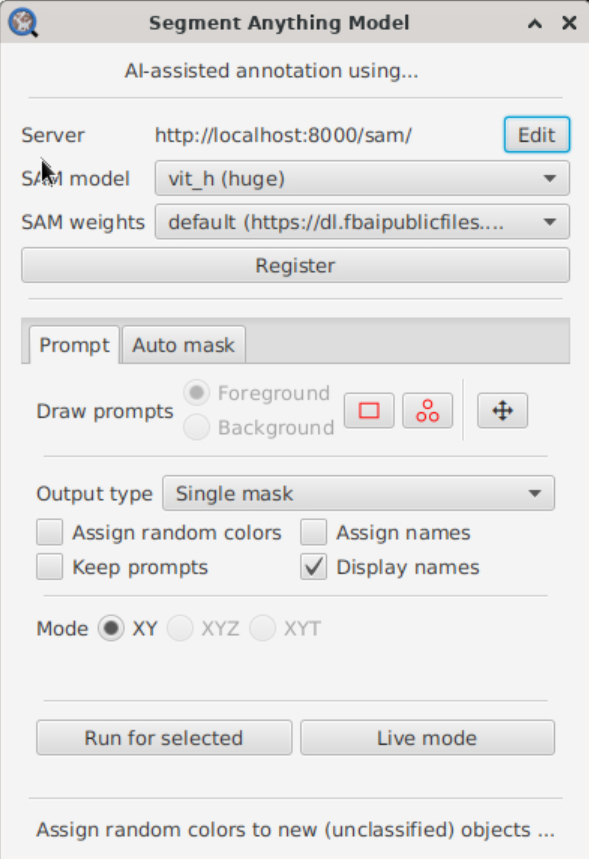 Segment Anything Model
AI-assisted annotation using...
Server http://localhost:8000/sam/ Edit
SAM model vit_h (huge)
SAM weights default (https://dl.fbaipublicfiles....
Register
Prompt Auto mask
Draw prompts Foreground
Background
Output type Single mask
Assign random colors Assign names
Keep prompts Display names
Mode XY XYZ XYT
Run for selected Live mode
Assign random colors to new (unclassified) objects ...